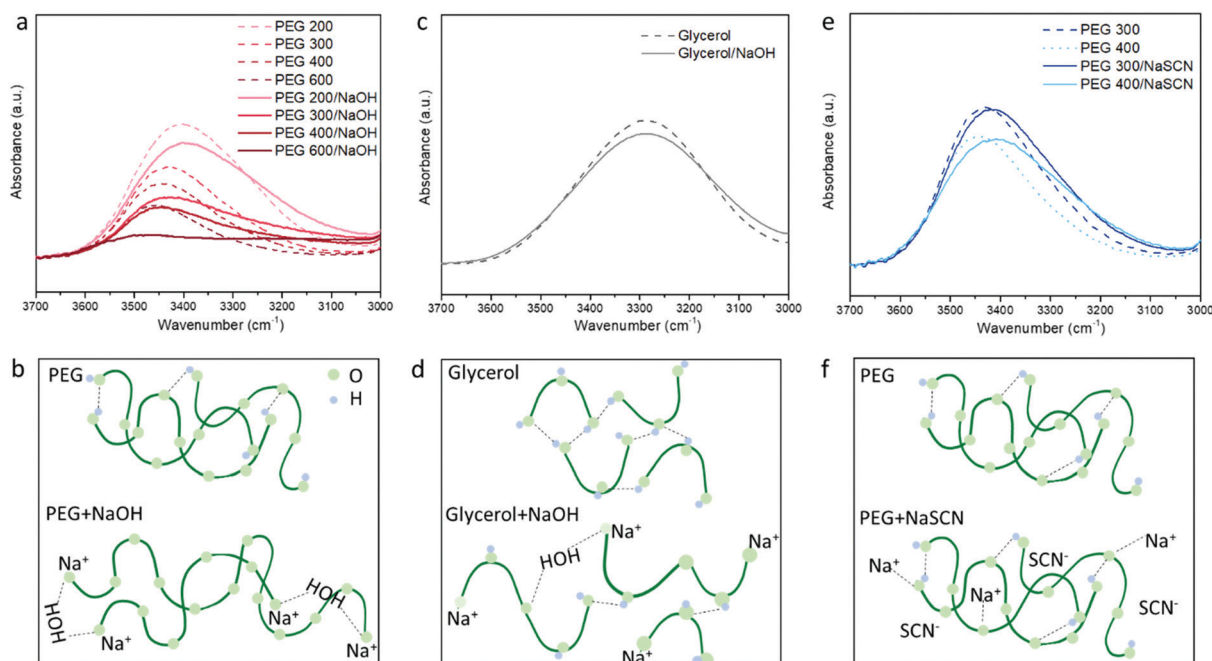 a
PEG 200
PEG 300
PEG 400
PEG 600
PEG 200/NaOH
PEG 300/NaOH
PEG 400/NaOH
PEG 600/NaOH
Absorbance (a.u.)
3700 3600 3500 3400 3300 3200 3100 3000
Wavenumber (cm⁻¹)
c
Glycerol
Glycerol/NaOH
Absorbance (a.u.)
3700 3600 3500 3400 3300 3200 3100 3000
Wavenumber (cm⁻¹)
e
PEG 300
PEG 400
PEG 300/NaSCN
PEG 400/NaSCN
Absorbance (a.u.)
3700 3600 3500 3400 3300 3200 3100 3000
Wavenumber (cm⁻¹)
b
PEG
O
H
PEG+NaOH
Na⁺
HOH
Na⁺
Na⁺
HOH
Na⁺
d
Glycerol
Glycerol+NaOH
Na⁺
HOH
Na⁺
Na⁺
Na⁺
f
PEG
PEG+NaSCN
Na⁺
SCN⁻
Na⁺
Na⁺
SCN⁻
SCN⁻